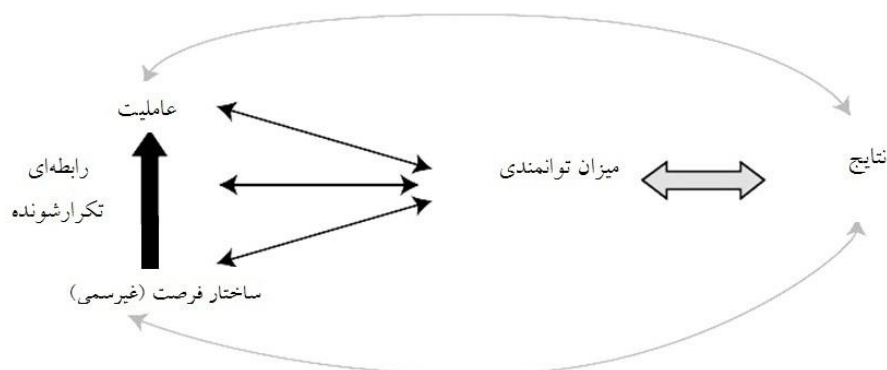 عاملیت
رابطه‌ای
تکرارشونده
ساختار فرصت (غیررسمی)
میزان توانمندی
نتایج